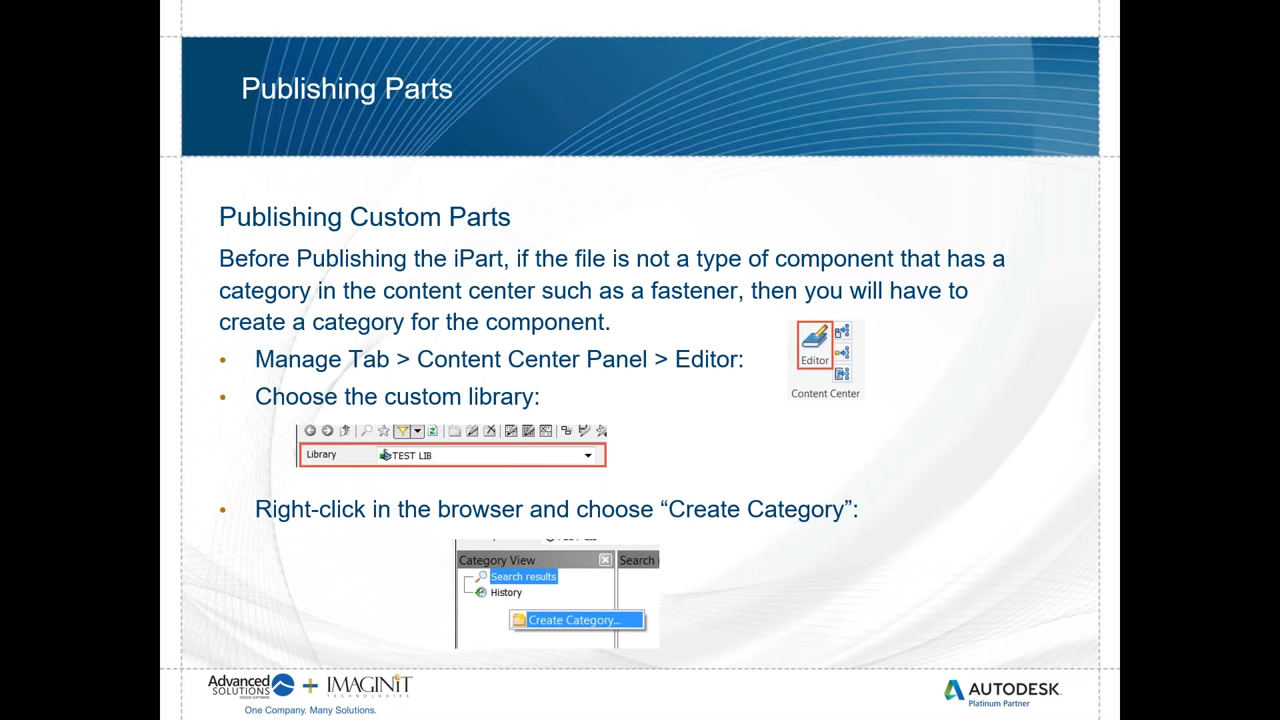 Publishing Parts
Publishing Custom Parts
Before Publishing the iPart, if the file is not a type of component that has a
category in the content center such as a fastener, then you will have to
create a category for the component.
• Manage Tab > Content Center Panel > Editor:
Editor
Content Center
• Choose the custom library:
Library TEST LIB
• Right-click in the browser and choose “Create Category”:
Category View Search
Search results
History
Create Category...
Advanced
SOLUTIONS
DESIGN SOFTWARE
+ IMAGINiT
TECHNOLOGIES
One Company. Many Solutions.
AUTODESK
Platinum Partner